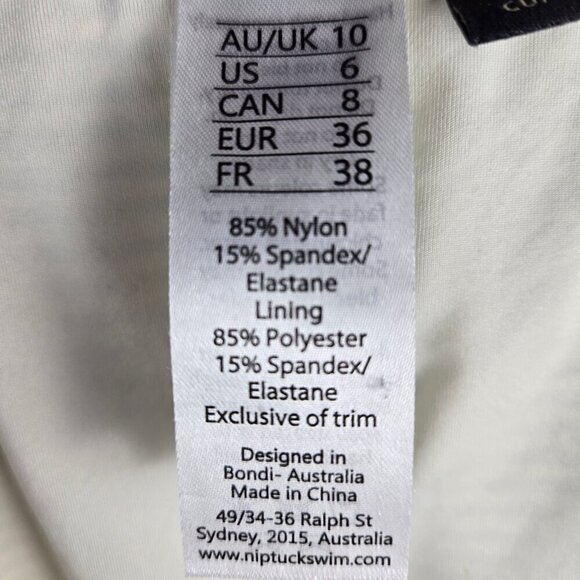 AU/UK 10
US 6
CAN 8
EUR 36
FR 38
85% Nylon
15% Spandex/
Elastane
Lining
85% Polyester
15% Spandex/
Elastane
Exclusive of trim
Designed in
Bondi- Australia
Made in China
49/34-36 Ralph St
Sydney, 2015, Australia
www.niptuckswim.com